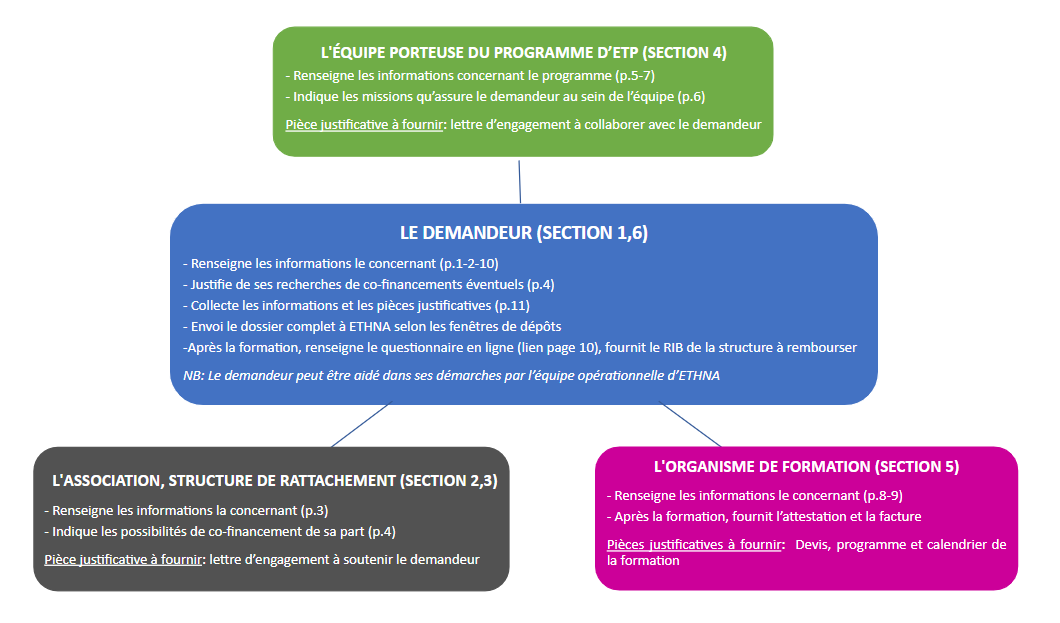 L'ÉQUIPE PORTEUSE DU PROGRAMME D’ETP (SECTION 4)
- Renseigne les informations concernant le programme (p.5-7)
- Indique les missions qu’assure le demandeur au sein de l’équipe (p.6)
Pièce justificative à fournir: lettre d’engagement à collaborer avec le demandeur
LE DEMANDEUR (SECTION 1,6)
- Renseigne les informations le concernant (p.1-2-10)
- Justifie de ses recherches de co-financements éventuels (p.4)
- Collecte les informations et les pièces justificatives (p.11)
- Envoi le dossier complet à ETHNA selon les fenêtres de dépôts
-Après la formation, renseigne le questionnaire en ligne (lien page 10), fournit le RIB de la structure à rembourser
NB: Le demandeur peut être aidé dans ses démarches par l’équipe opérationnelle d’ETHNA
L'ASSOCIATION, STRUCTURE DE RATTACHEMENT (SECTION 2,3)
- Renseigne les informations la concernant (p.3)
- Indique les possibilités de co-financement de sa part (p.4)
Pièce justificative à fournir: lettre d’engagement à soutenir le demandeur
L'ORGANISME DE FORMATION (SECTION 5)
- Renseigne les informations le concernant (p.8-9)
- Après la formation, fournit l’attestation et la facture
Pièces justificatives à fournir: Devis, programme et calendrier de
la formation